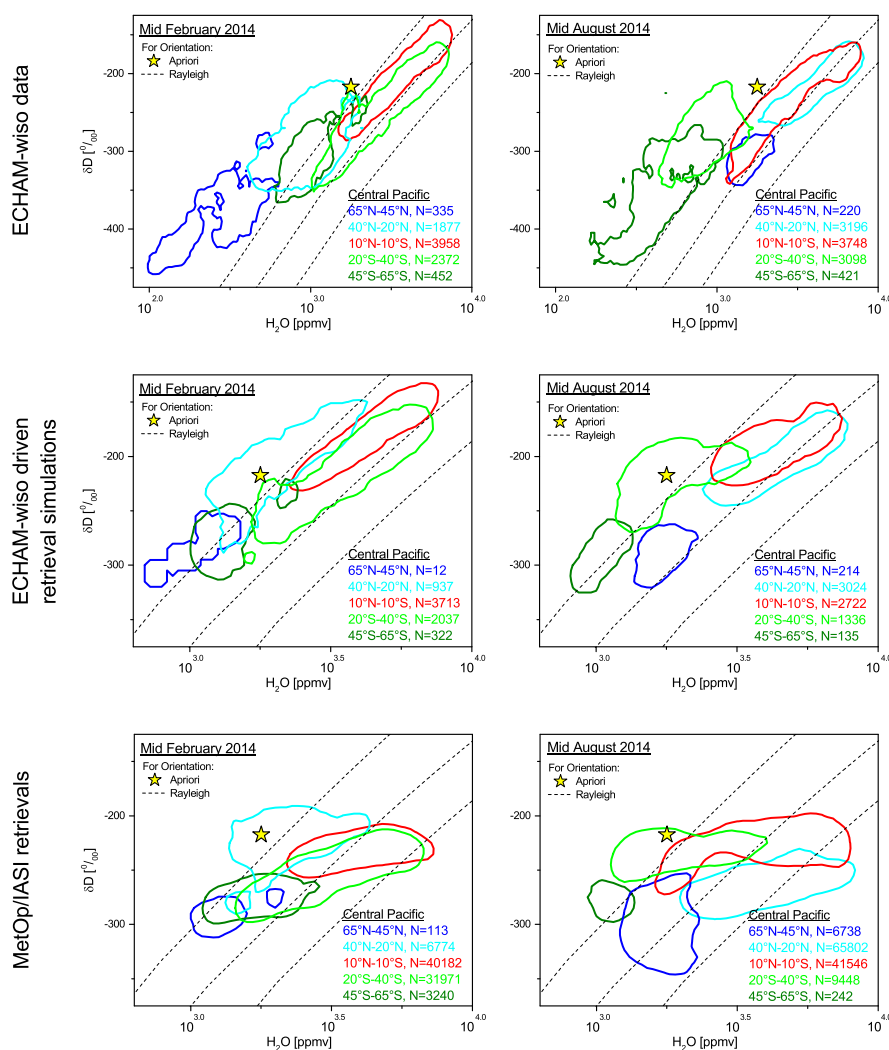 ECHAM-wiso data
Mid February 2014
For Orientation:
Apriori
Rayleigh
-200
-300
-400
δD [⁰/₀₀]
Central Pacific
65°N-45°N, N=335
40°N-20°N, N=1877
10°N-10°S, N=3958
20°S-40°S, N=2372
45°S-65°S, N=452
10^2.0 10^3.0 10^4.0
H₂O [ppmv]
Mid August 2014
For Orientation:
Apriori
Rayleigh
-200
-300
-400
Central Pacific
65°N-45°N, N=220
40°N-20°N, N=3196
10°N-10°S, N=3748
20°S-40°S, N=3098
45°S-65°S, N=421
10^2.0 10^3.0 10^4.0
H₂O [ppmv]
ECHAM-wiso driven
retrieval simulations
Mid February 2014
For Orientation:
Apriori
Rayleigh
-200
-300
δD [⁰/₀₀]
Central Pacific
65°N-45°N, N=12
40°N-20°N, N=937
10°N-10°S, N=3713
20°S-40°S, N=2037
45°S-65°S, N=322
10^3.0 10^3.5 10^4.0
H₂O [ppmv]
Mid August 2014
For Orientation:
Apriori
Rayleigh
-200
-300
Central Pacific
65°N-45°N, N=214
40°N-20°N, N=3024
10°N-10°S, N=2722
20°S-40°S, N=1336
45°S-65°S, N=135
10^3.0 10^3.5 10^4.0
H₂O [ppmv]
MetOp/IASI retrievals
Mid February 2014
For Orientation:
Apriori
Rayleigh
-200
-300
δD [⁰/₀₀]
Central Pacific
65°N-45°N, N=113
40°N-20°N, N=6774
10°N-10°S, N=40182
20°S-40°S, N=31971
45°S-65°S, N=3240
10^3.0 10^3.5 10^4.0
H₂O [ppmv]
Mid August 2014
For Orientation:
Apriori
Rayleigh
-200
-300
Central Pacific
65°N-45°N, N=6738
40°N-20°N, N=65802
10°N-10°S, N=41546
20°S-40°S, N=9448
45°S-65°S, N=242
10^3.0 10^3.5 10^4.0
H₂O [ppmv]